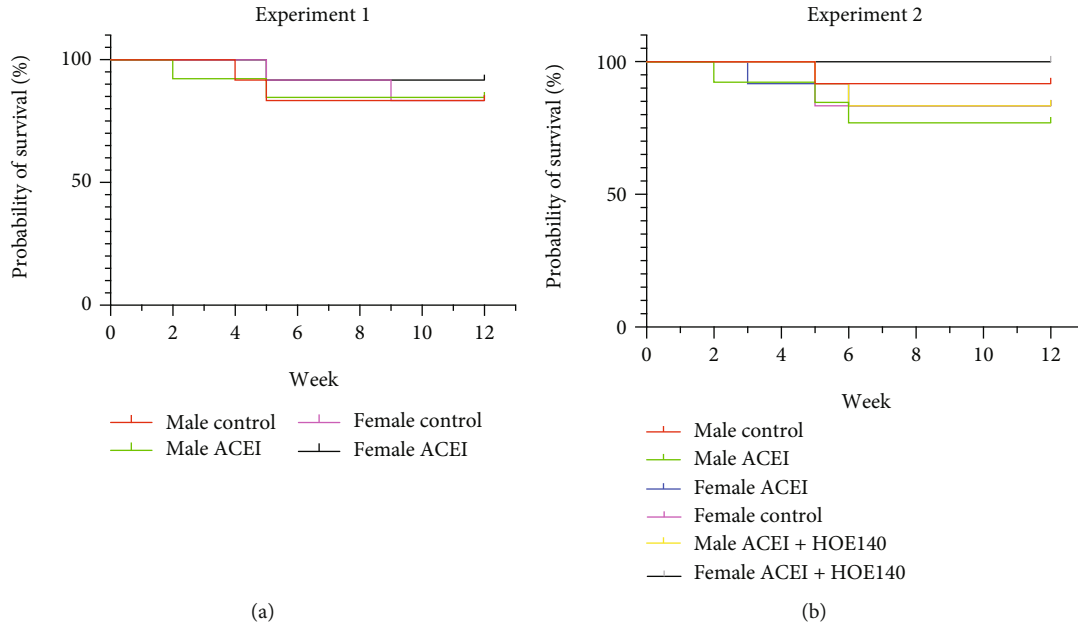 Experiment 1
Probability of survival (%)
100
50
0
0 2 4 6 8 10 12
Week
Male control
Male ACEI
Female control
Female ACEI
(a)
Experiment 2
Probability of survival (%)
100
50
0
0 2 4 6 8 10 12
Week
Male control
Male ACEI
Female ACEI
Female control
Male ACEI + HOE140
Female ACEI + HOE140
(b)